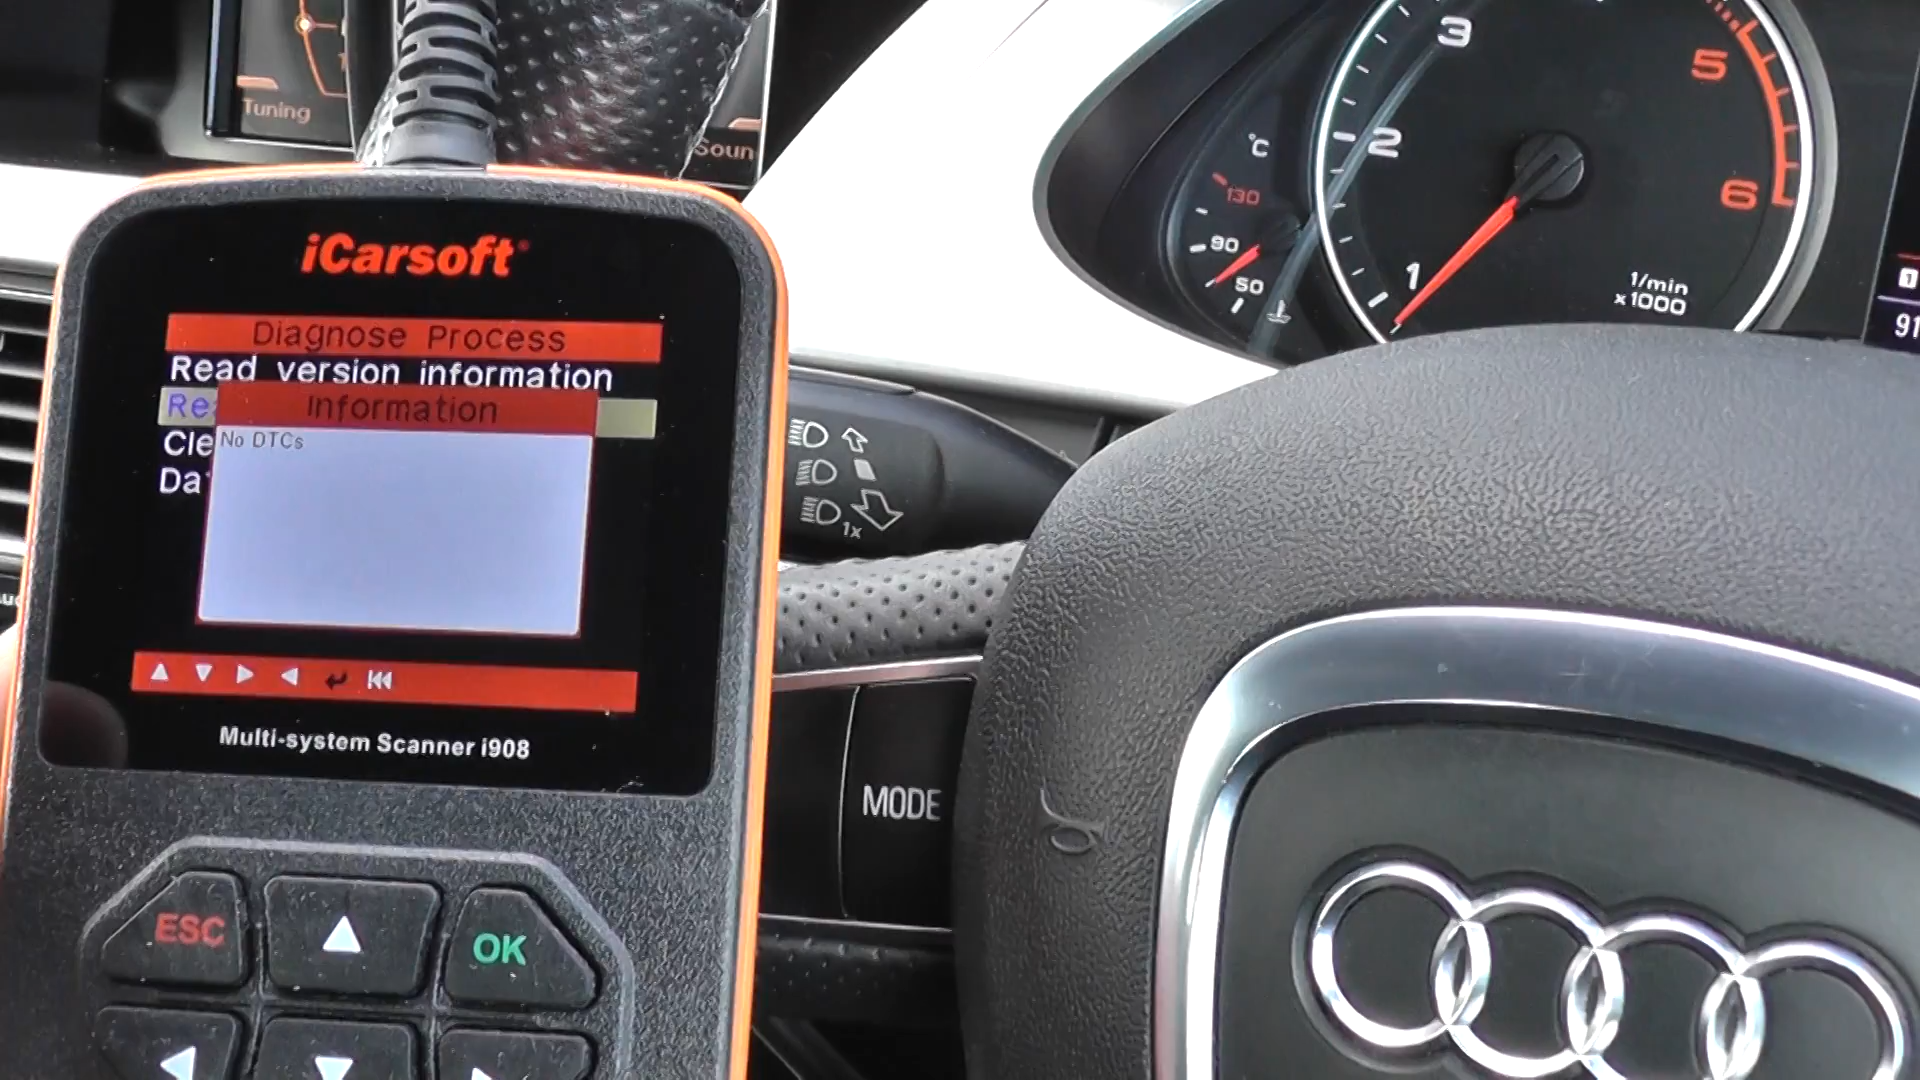 Tuning
Soun
iCarsoft
Diagnose Process
Read version information
Re
Information
Cle
No DTCs
Da
Multi-system Scanner i908
ESC
OK
MODE
1x
°C
130
90
50
1
2
3
5
6
1/min
x1000
1
91